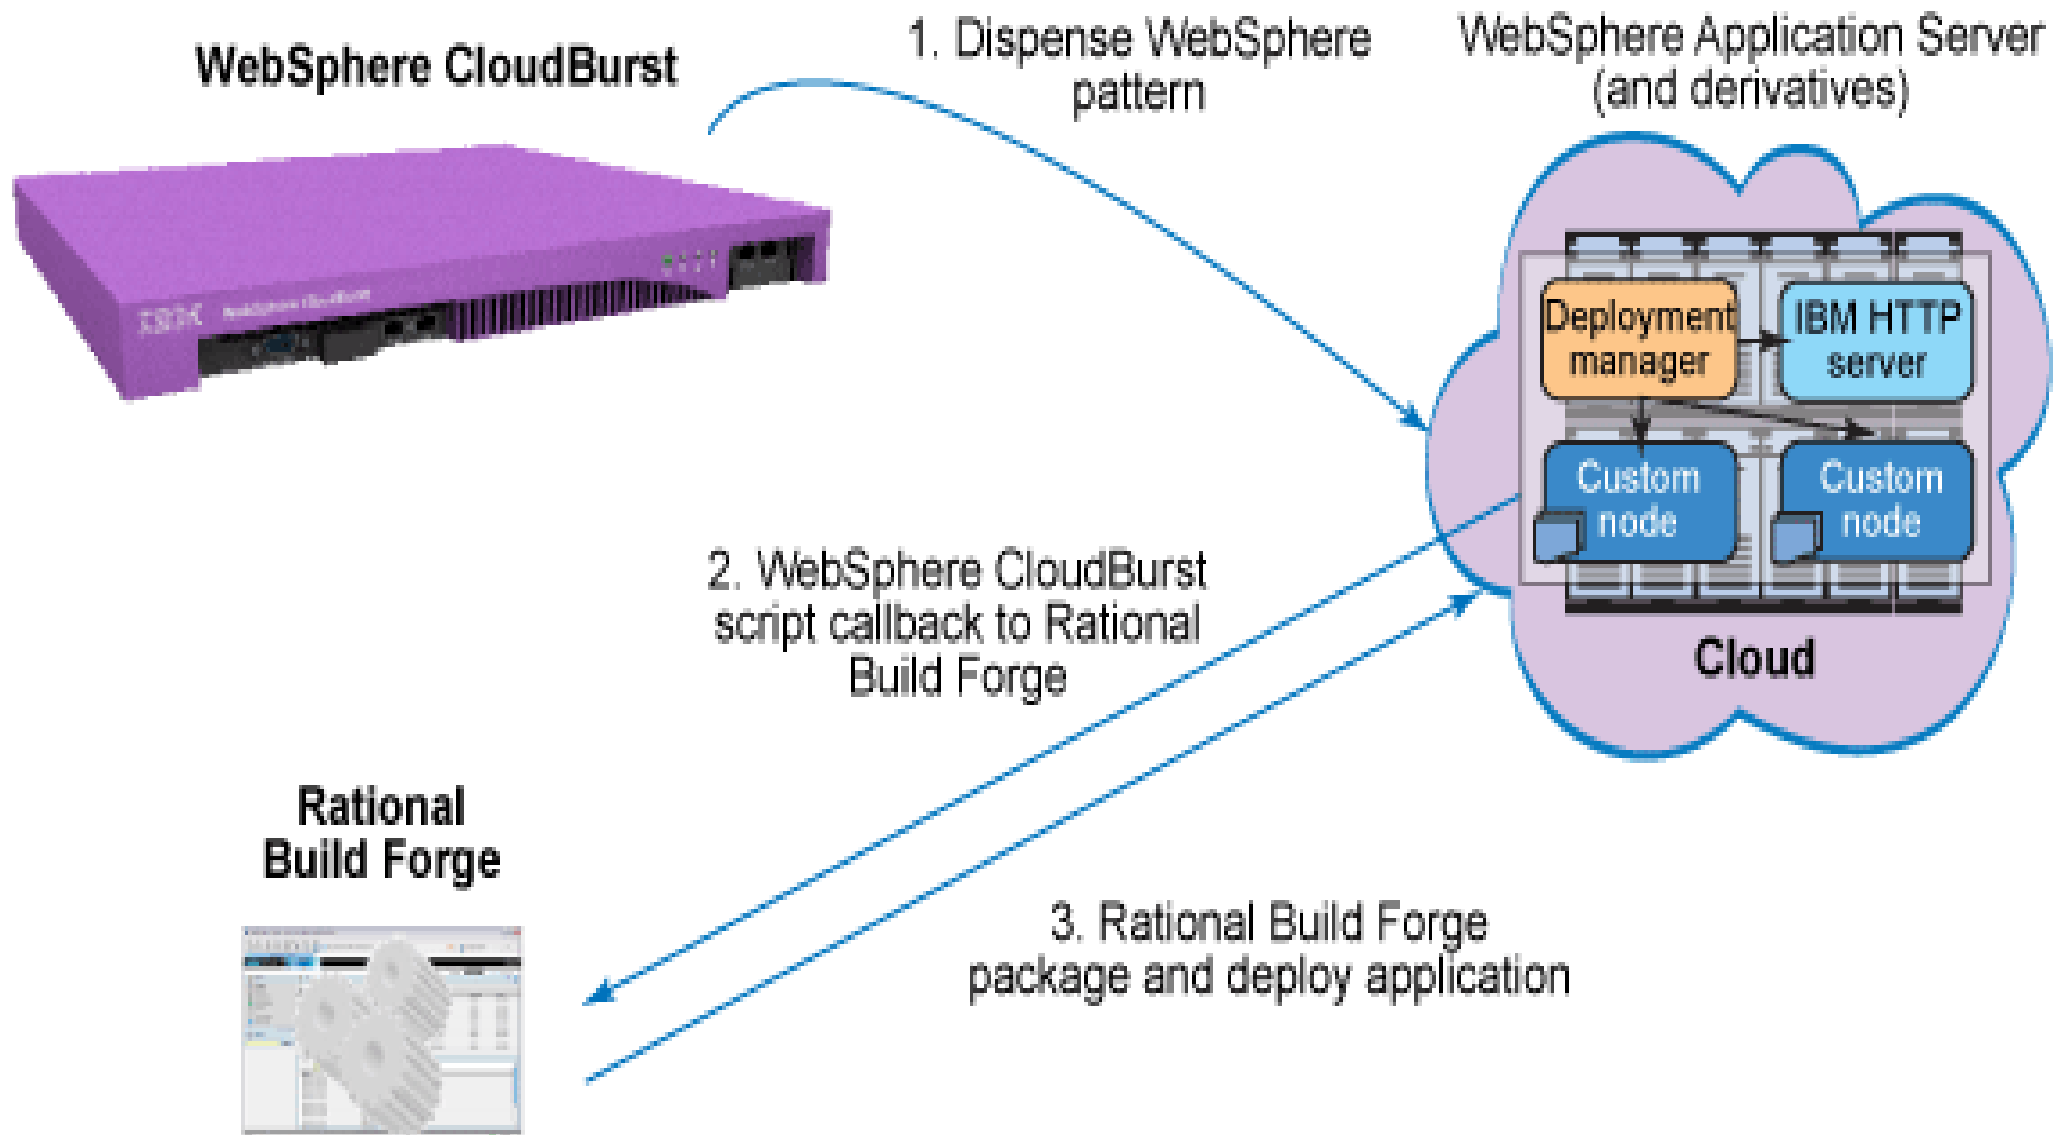 WebSphere CloudBurst
1. Dispense WebSphere
pattern
WebSphere Application Server
(and derivatives)
Deployment
manager
IBM HTTP
server
Custom
node
Custom
node
Cloud
2. WebSphere CloudBurst
script callback to Rational
Build Forge
Rational
Build Forge
3. Rational Build Forge
package and deploy application